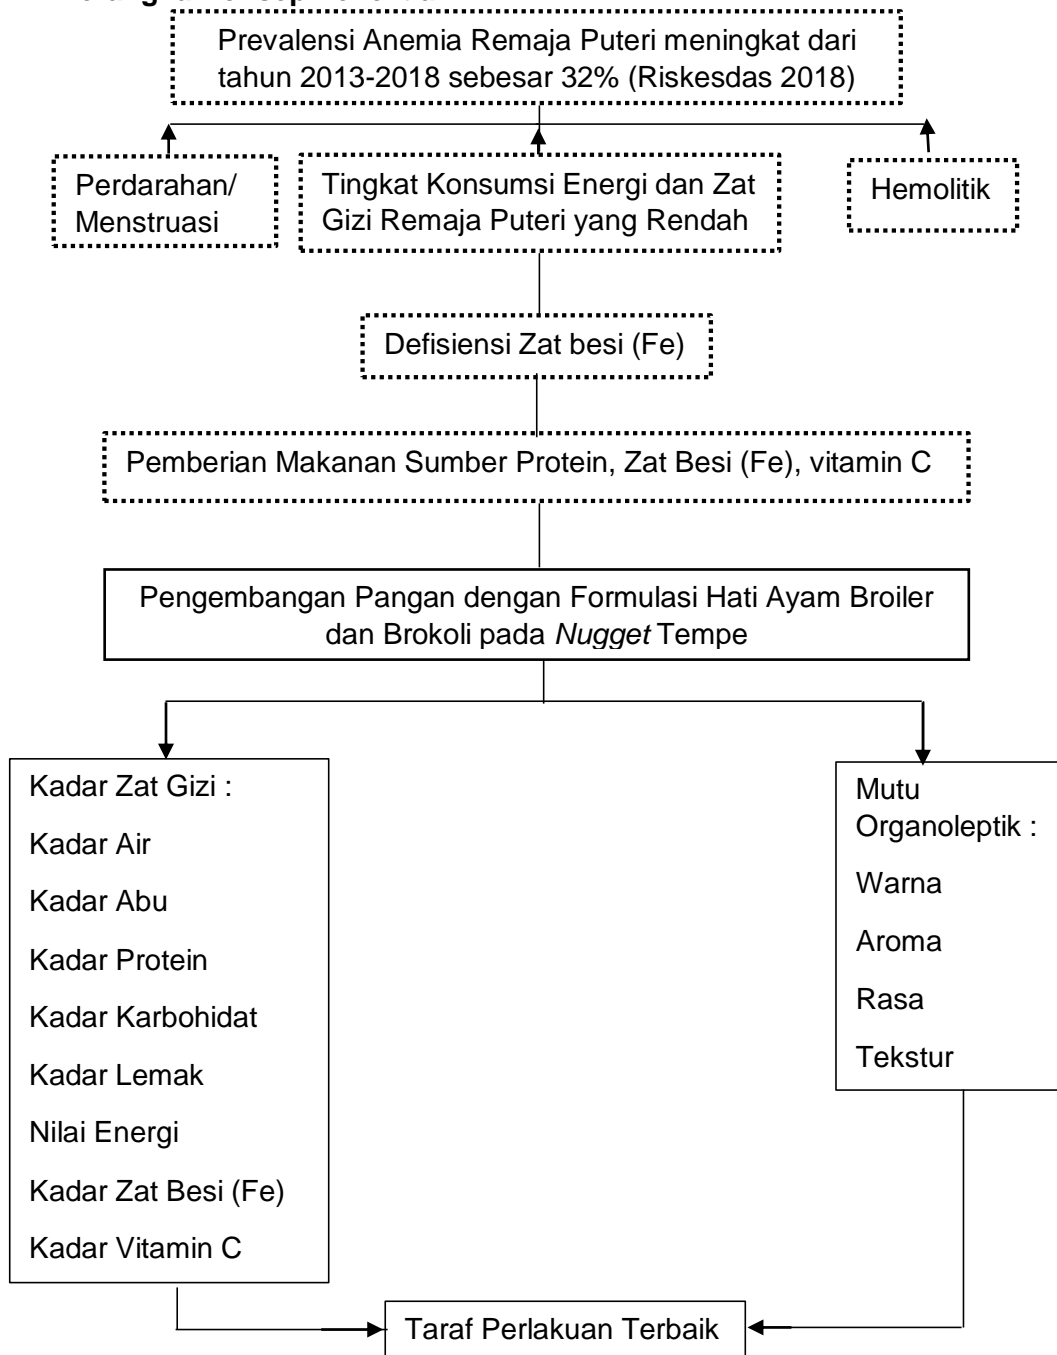 Prevalensi Anemia Remaja Puteri meningkat dari
tahun 2013-2018 sebesar 32% (Riskesdas 2018)
Perdarahan/
Menstruasi
Tingkat Konsumsi Energi dan Zat
Gizi Remaja Puteri yang Rendah
Hemolitik
Defisiensi Zat besi (Fe)
Pemberian Makanan Sumber Protein, Zat Besi (Fe), vitamin C
Pengembangan Pangan dengan Formulasi Hati Ayam Broiler
dan Brokoli pada Nugget Tempe
Kadar Zat Gizi :
Kadar Air
Kadar Abu
Kadar Protein
Kadar Karbohidat
Kadar Lemak
Nilai Energi
Kadar Zat Besi (Fe)
Kadar Vitamin C
Mutu
Organoleptik :
Warna
Aroma
Rasa
Tekstur
Taraf Perlakuan Terbaik